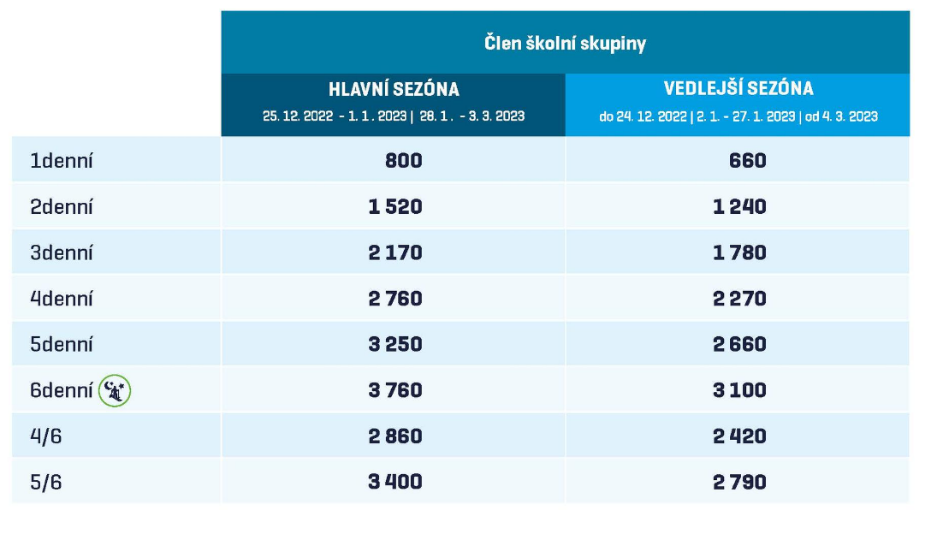 Člen školní skupiny
HLAVNÍ SEZÓNA VEDLEJŠÍ SEZÓNA
25. 12. 2022 - 1. 1. 2023 | 28. 1. - 3. 3. 2023 do 24. 12. 2022 | 2. 1. - 27. 1. 2023 | od 4. 3. 2023
1denní 800 660
2denní 1 520 1 240
3denní 2 170 1 780
4denní 2 760 2 270
5denní 3 250 2 660
6denní 3 760 3 100
4/6 2 860 2 420
5/6 3 400 2 790